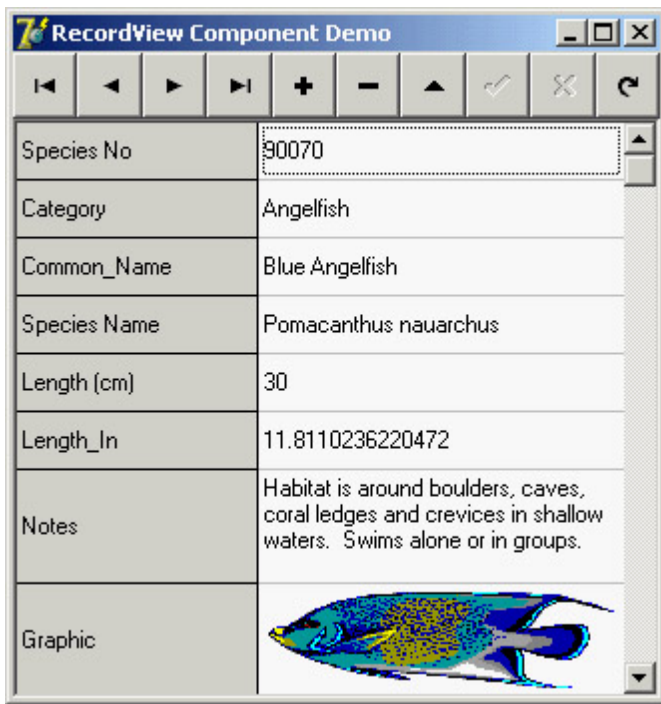 RecordView Component Demo
Species No 90070
Category Angelfish
Common_Name Blue Angelfish
Species Name Pomacanthus nauarchus
Length (cm) 30
Length_In 11.8110236220472
Notes Habitat is around boulders, caves,
coral ledges and crevices in shallow
waters.  Swims alone or in groups.
Graphic